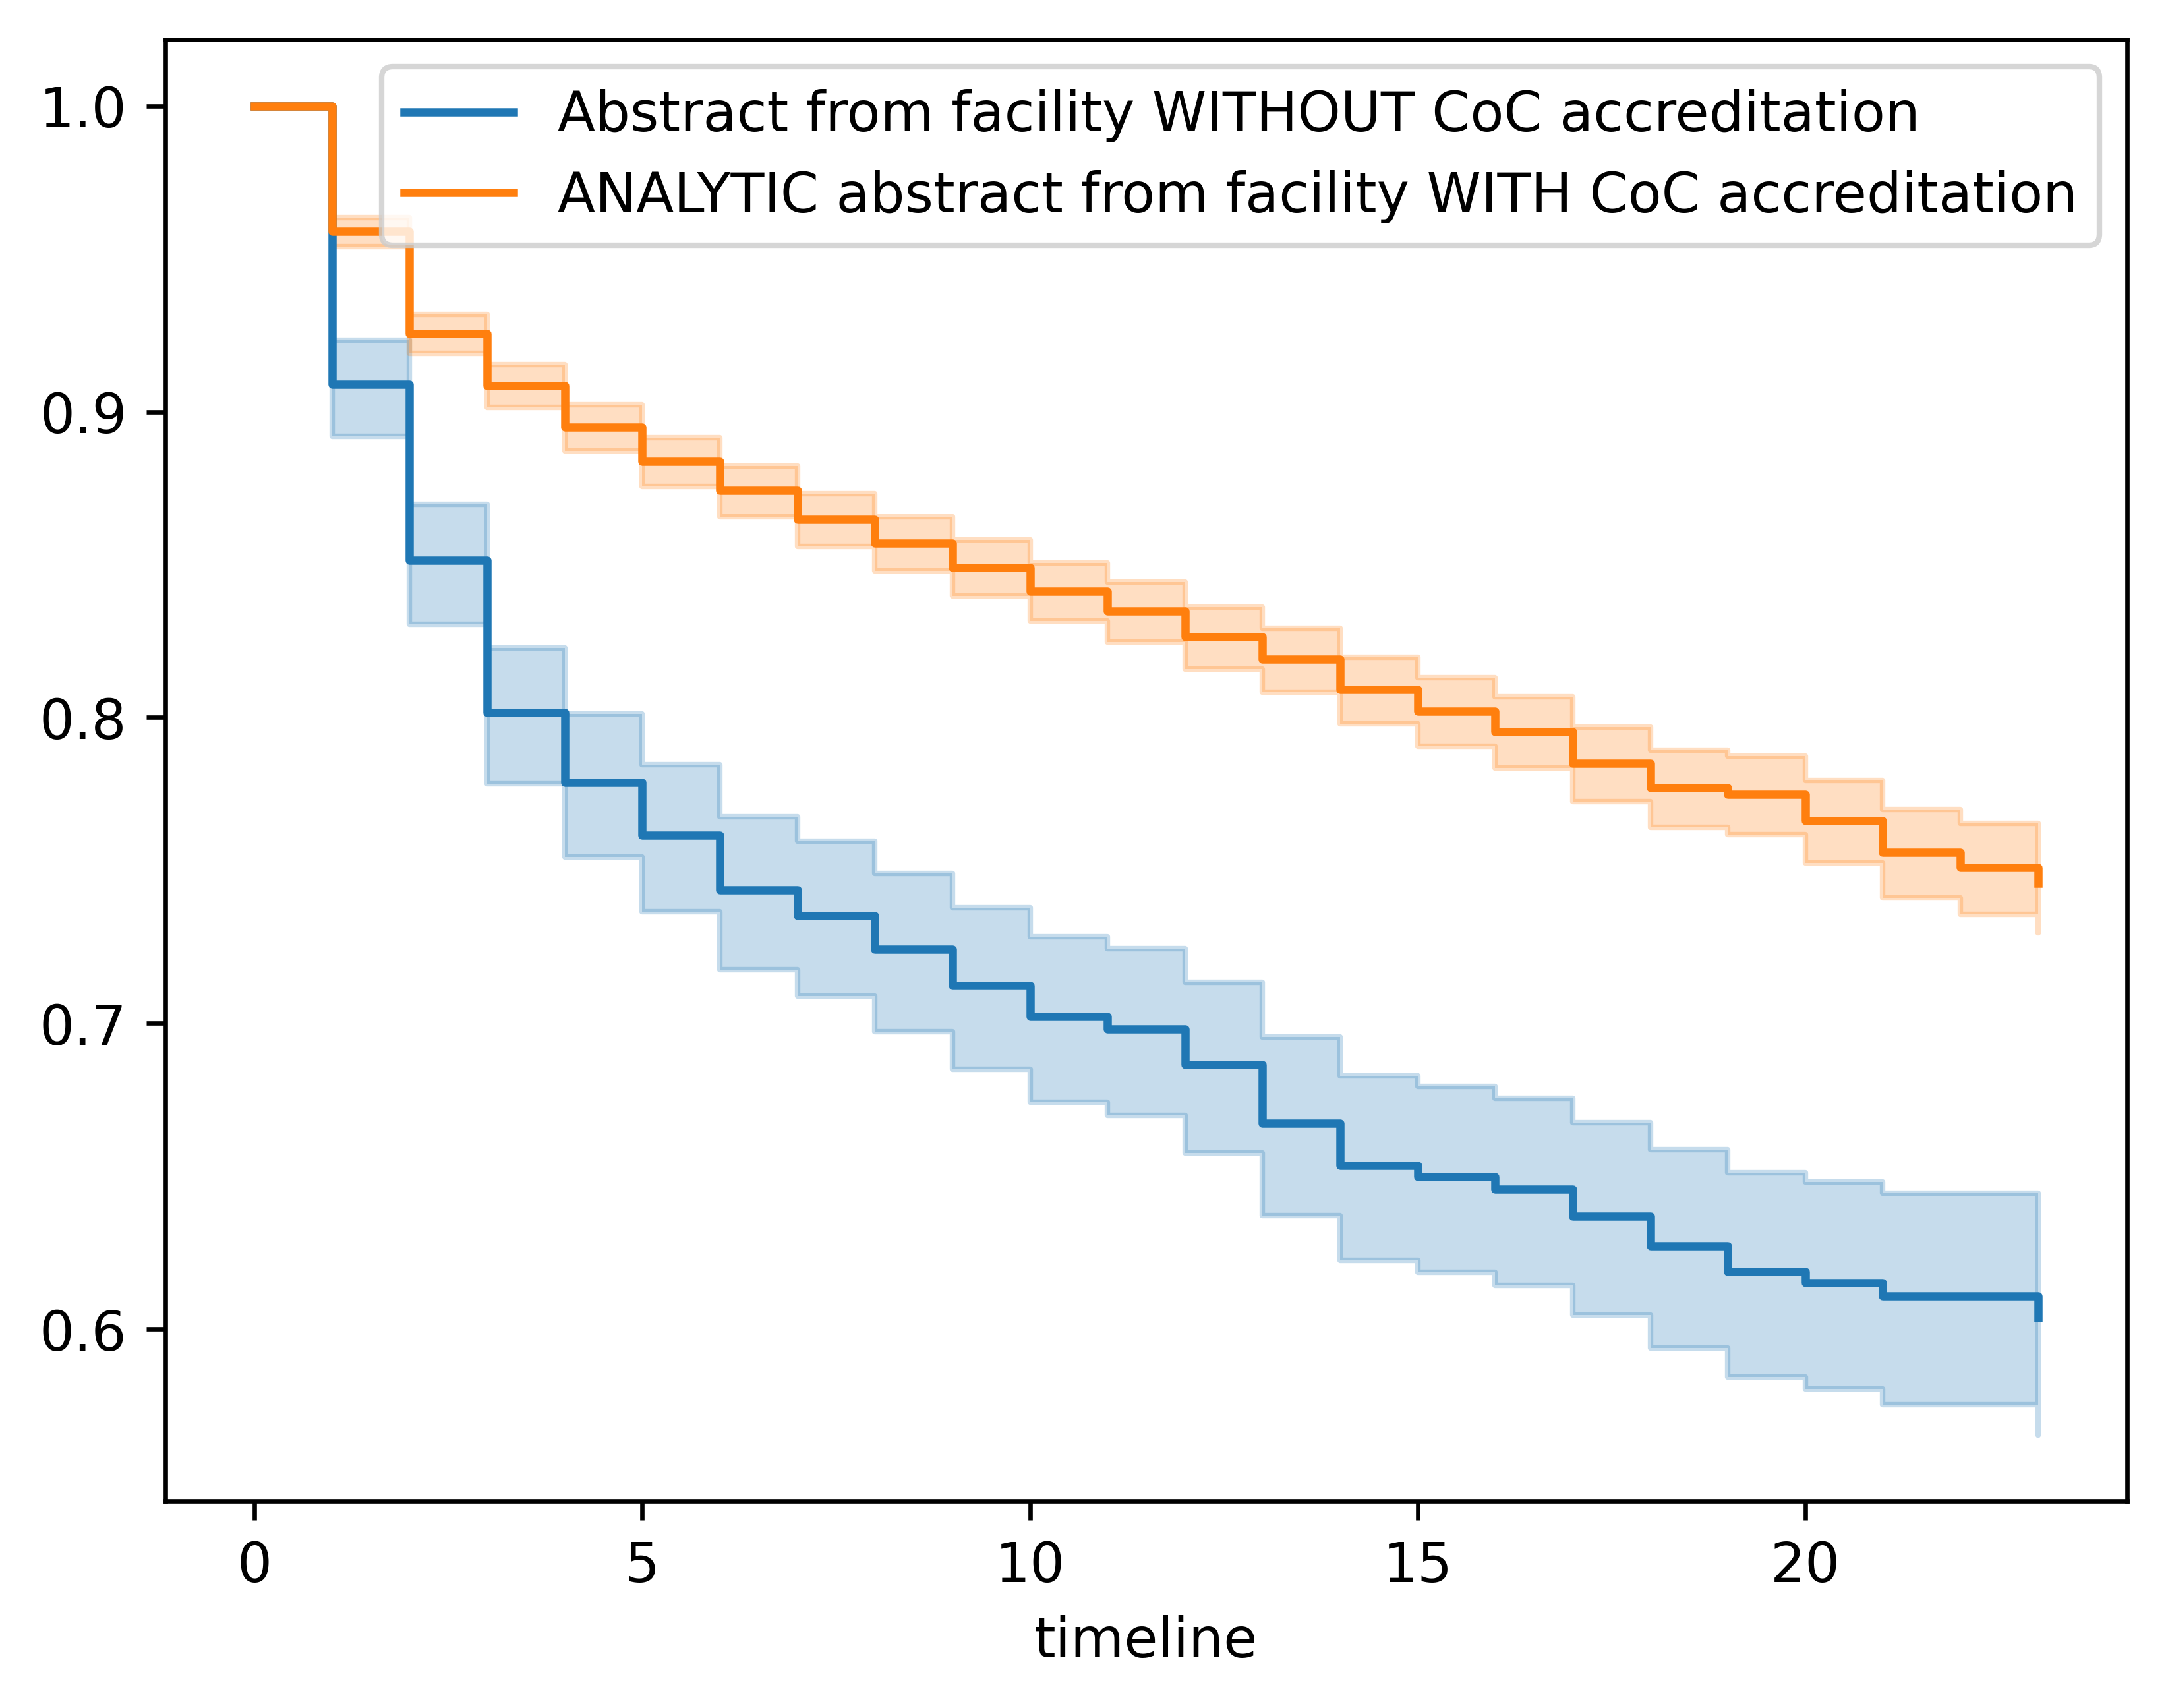 Abstract from facility WITHOUT CoC accreditation
ANALYTIC abstract from facility WITH CoC accreditation
1.0
0.9
0.8
0.7
0.6
0 5 10 15 20
timeline